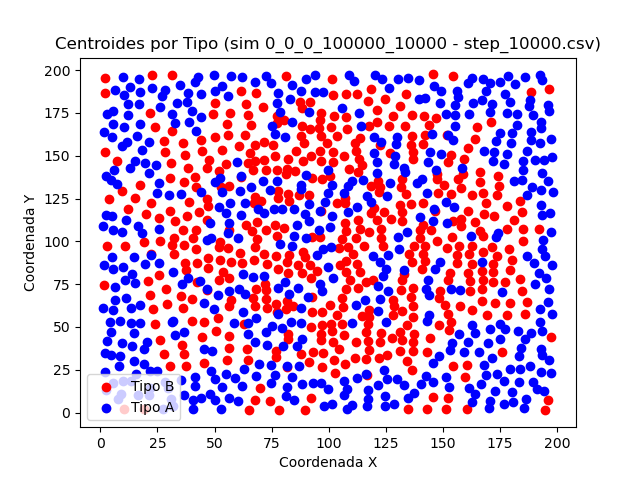 Centroides por Tipo (sim 0_0_0_100000_10000 - step_10000.csv)
200
175
150
125
100
75
50
25
0
Coordenada Y
Tipo B
Tipo A
0 25 50 75 100 125 150 175 200
Coordenada X